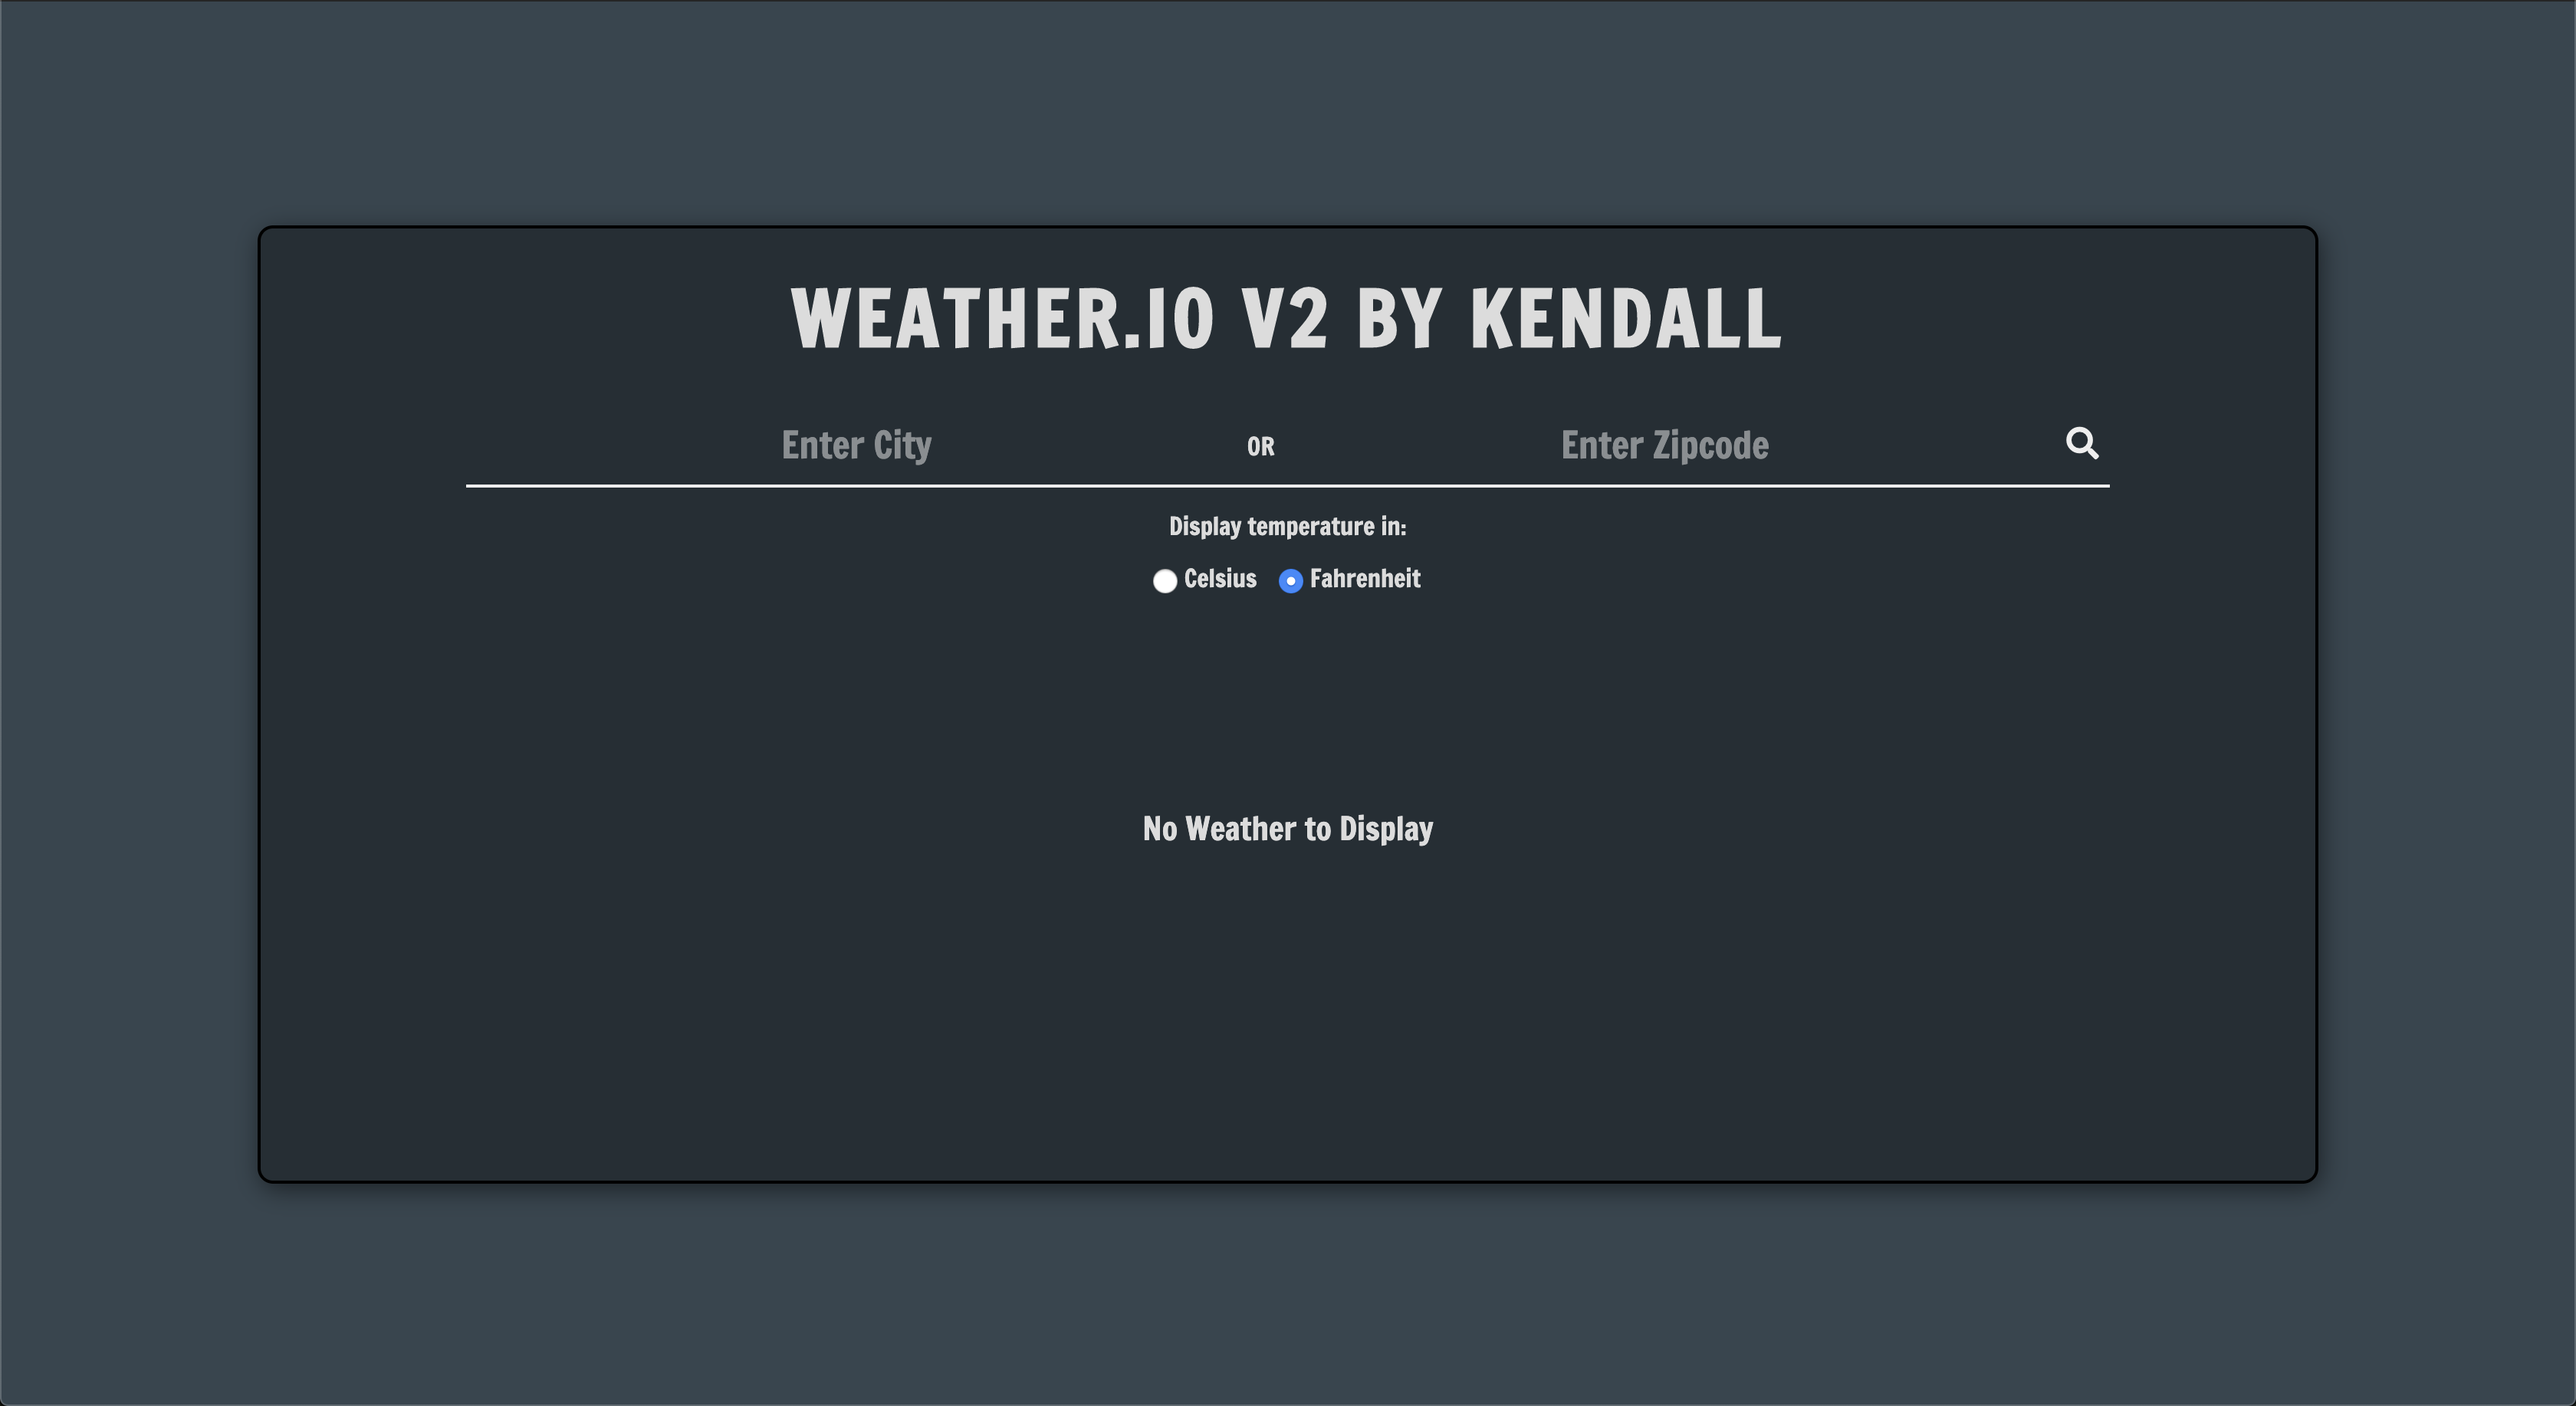 WEATHER.IO V2 BY KENDALL
Enter City OR Enter Zipcode
Display temperature in:
Celsius Fahrenheit
No Weather to Display